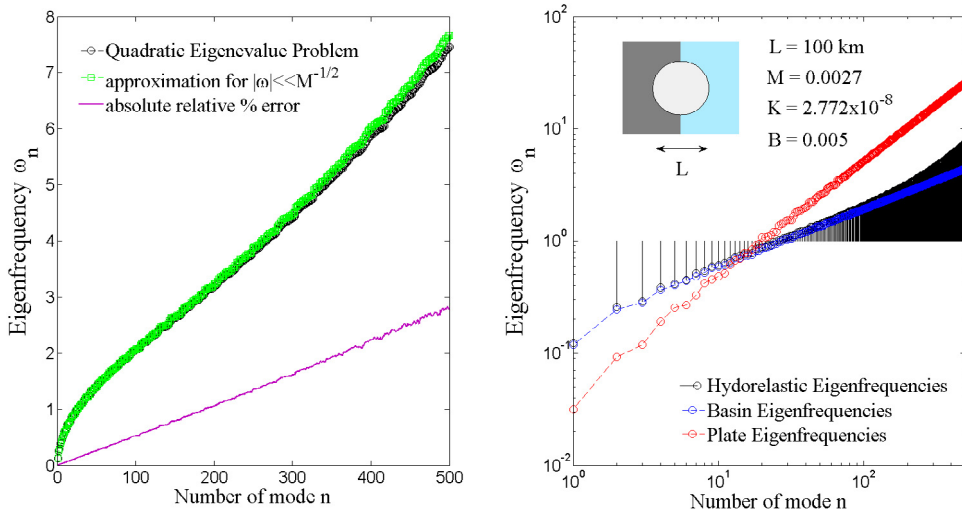 8
7
6
5
4
3
2
1
0
Eigenfrequency ω_n
Quadratic Eigenevalue Problem
approximation for |ω|<<M^-1/2
absolute relative % error
0 100 200 300 400 500
Number of mode n
10^2
10^1
10^0
10^-1
10^-2
Eigenfrequency ω_n
L
L = 100 km
M = 0.0027
K = 2.772x10^-8
B = 0.005
Hydorelastic Eigenfrequencies
Basin Eigenfrequencies
Plate Eigenfrequencies
10^0 10^1 10^2
Number of mode n